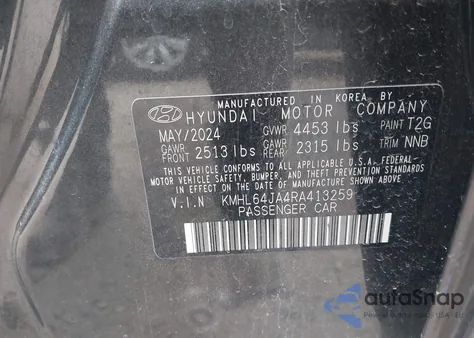 MANUFACTURED IN KOREA BY
HYUNDAI MOTOR COMPANY
MAY/2024 GVWR 4453 lbs PAINT T2G
GAWR FRONT 2513 lbs GAWR REAR 2315 lbs TRIM NNB
THIS VEHICLE CONFORMS TO ALL APPLICABLE U.S.A. FEDERAL
MOTOR VEHICLE SAFETY, BUMPER, AND THEFT PREVENTION
STANDARDS IN EFFECT ON THE DATE OF MANUFACTURE
SHOWN ABOVE.
V.I.N KMHL64JA4RA413259
PASSENGER CAR
autoSnap